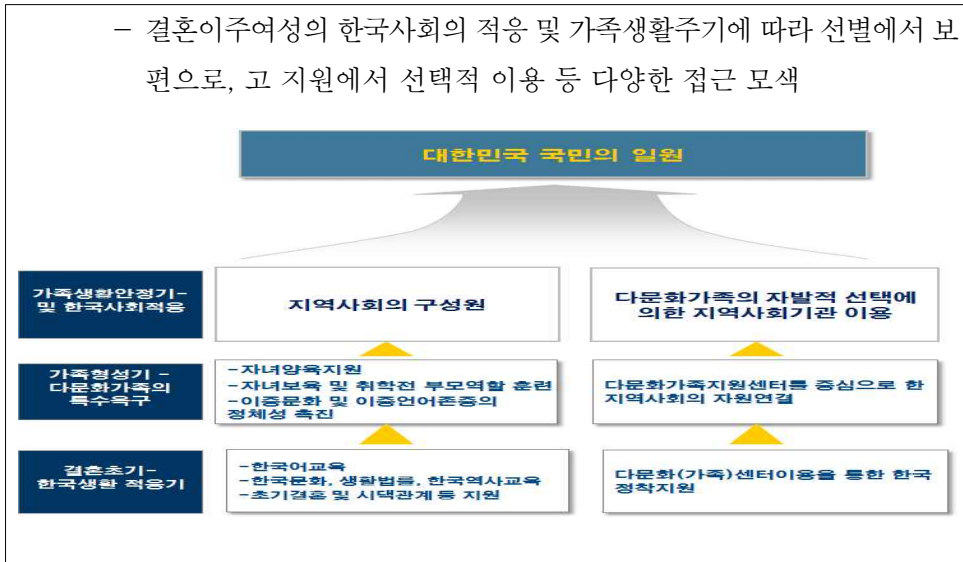 – 결혼이주여성의 한국사회의 적응 및 가족생활주기에 따라 선별에서 보
편으로, 고 지원에서 선택적 이용 등 다양한 접근 모색
대한민국 국민의 일원
가족생활안정기-
및 한국사회적응
지역사회의 구성원
다문화가족의 자발적 선택에
의한 지역사회기관 이용
가족형성기 -
다문화가족의
특수욕구
-자녀양육지원
-자녀보육 및 취학전 부모역할 훈련
-이중문화 및 이중언어존중의
정체성 촉진
다문화가족지원센터를 중심으로 한
지역사회의 자원연결
결혼초기-
한국생활 적응기
-한국어교육
-한국문화, 생활법률, 한국역사교육
-초기결혼 및 시댁관계 등 지원
다문화(가족)센터이용을 통한 한국
정착지원